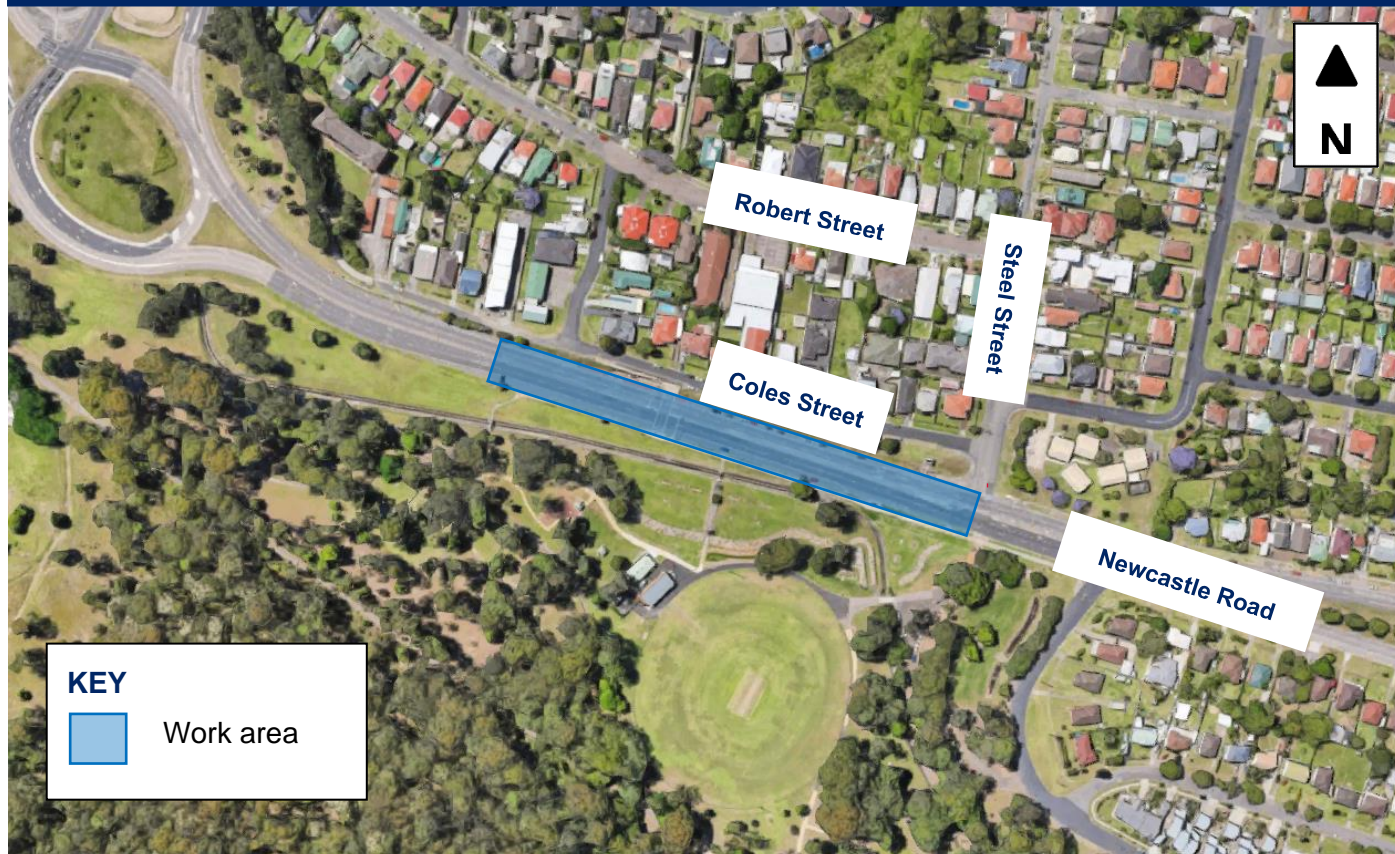 N
Robert Street
Steel Street
Coles Street
Newcastle Road
KEY
Work area